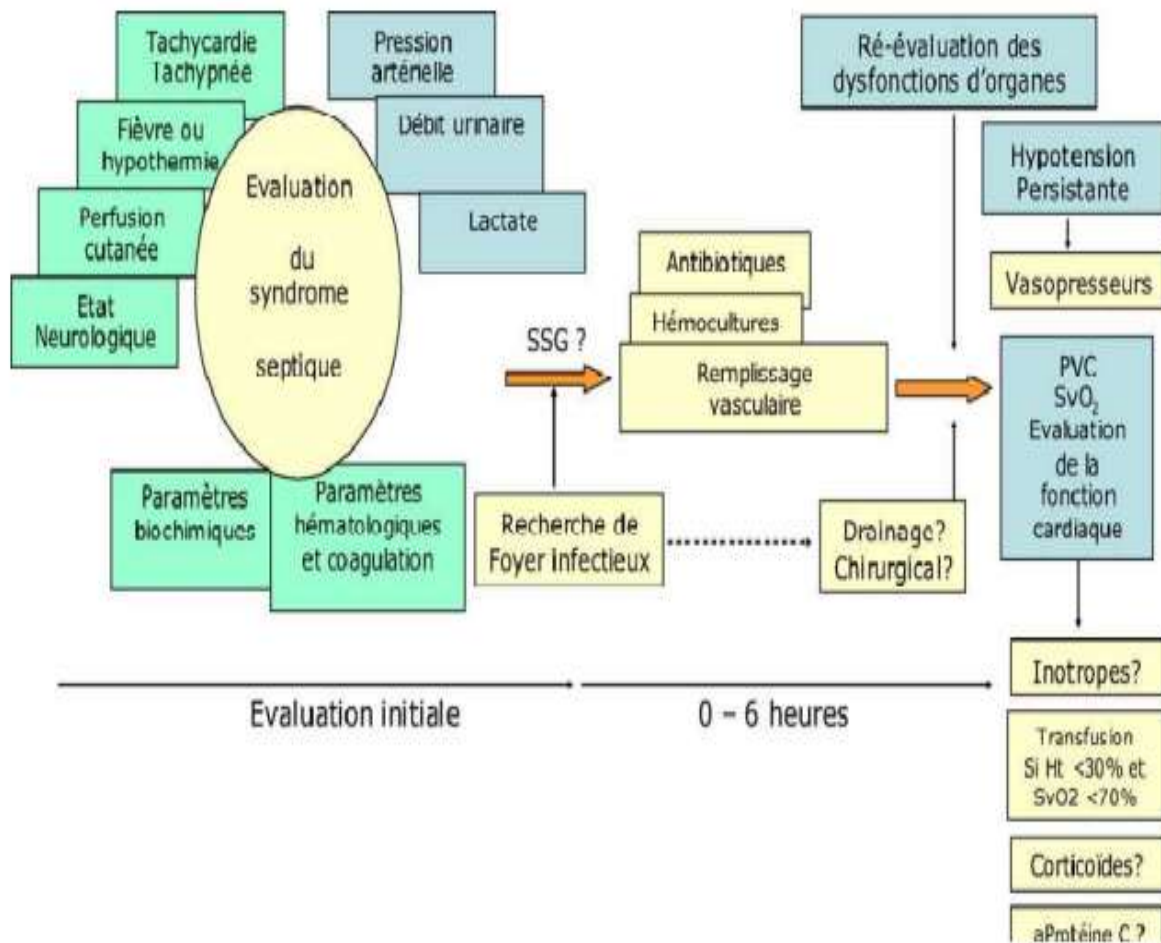 Tachycardie
Tachypnée
Fièvre ou
hypothermie
Perfusion
cutanée
Etat
Neurologique
Evaluation
du
syndrome
septique
Pression
arténelle
Débit urinaire
Lactate
Paramètres
biochimiques
Paramètres
hématologiques
et coagulation
SSG ?
Recherche de
Foyer infectieux
Antibiotiques
Hémocultures
Remplissage
vasculaire
Drainage?
Chirurgical?
Ré-évaluation des
dysfonctions d'organes
Hypotension
Persistante
Vasopresseurs
PVC
SvO₂
Evaluation
de la
fonction
cardiaque
Inotropes?
Transfusion
Si Ht <30% et
SvO2 <70%
Corticoïdes?
aProtéine C ?
Evaluation initiale
0 – 6 heures